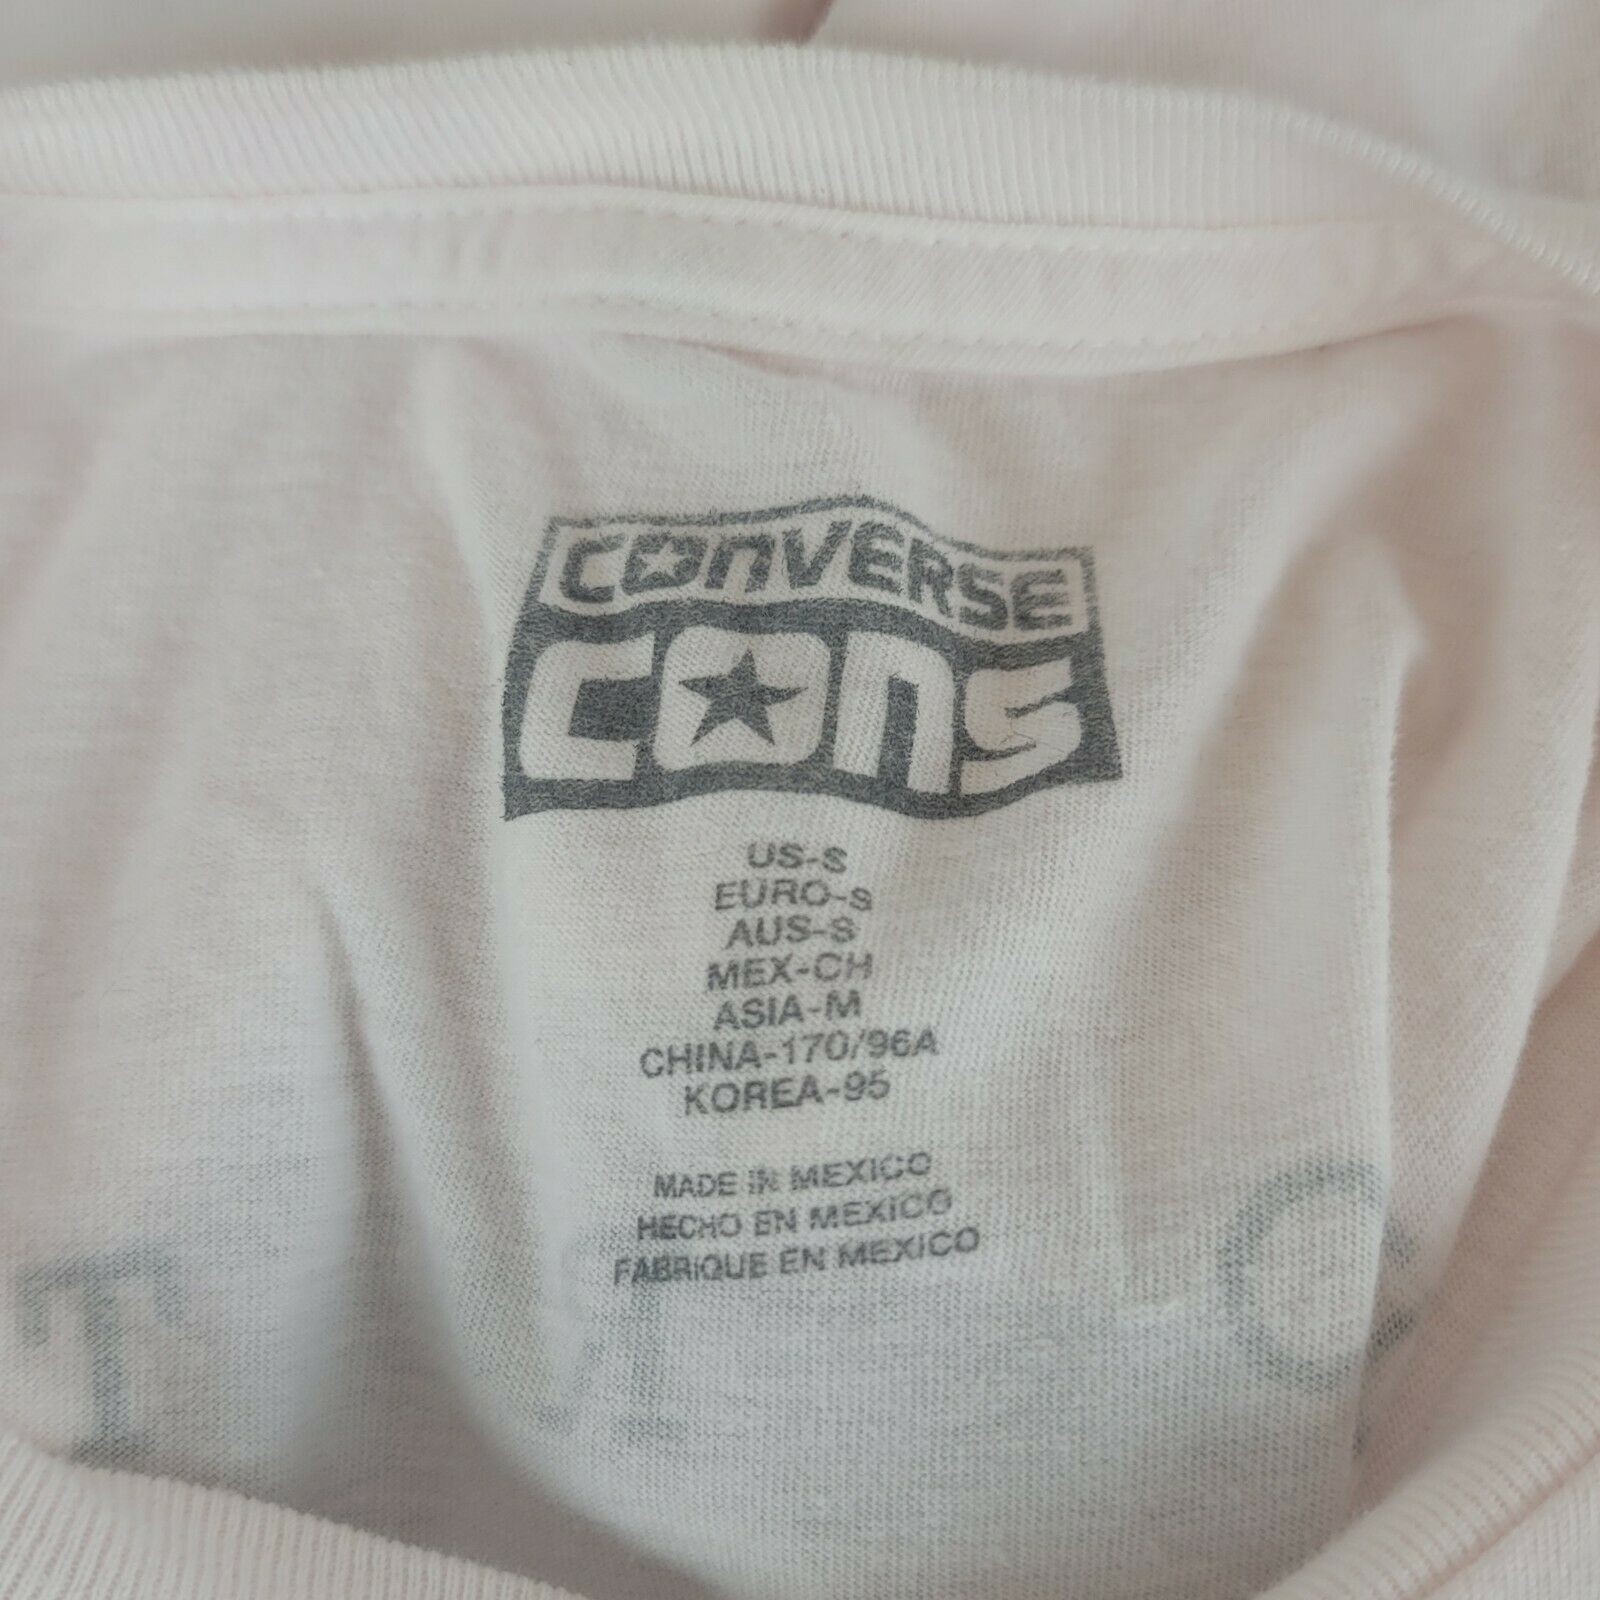 CONVERSE
CONS
US-S
EURO-S
AUS-S
MEX-CH
ASIA-M
CHINA-170/96A
KOREA-95
MADE IN MEXICO
HECHO EN MEXICO
FABRIQUE EN MEXICO